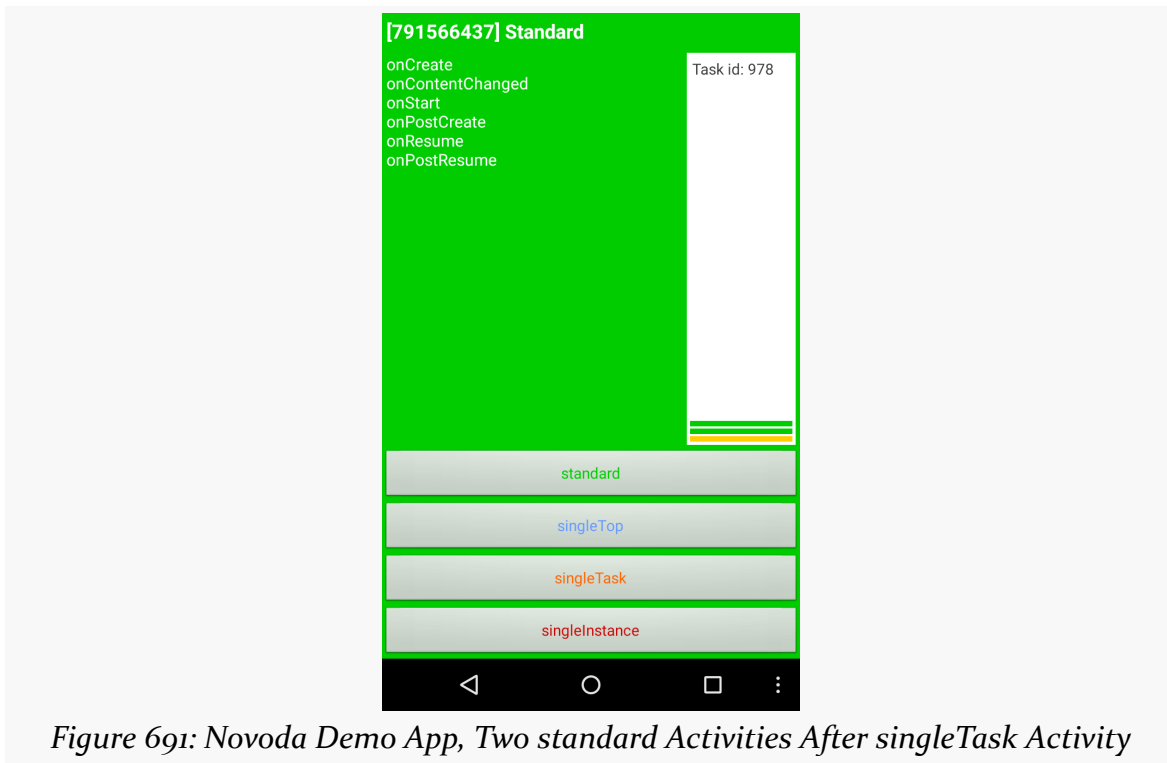 [791566437] Standard
onCreate
onContentChanged
onStart
onPostCreate
onResume
onPostResume
Task id: 978
standard
singleTop
singleTask
singleInstance
Figure 691: Novoda Demo App, Two standard Activities After singleTask Activity